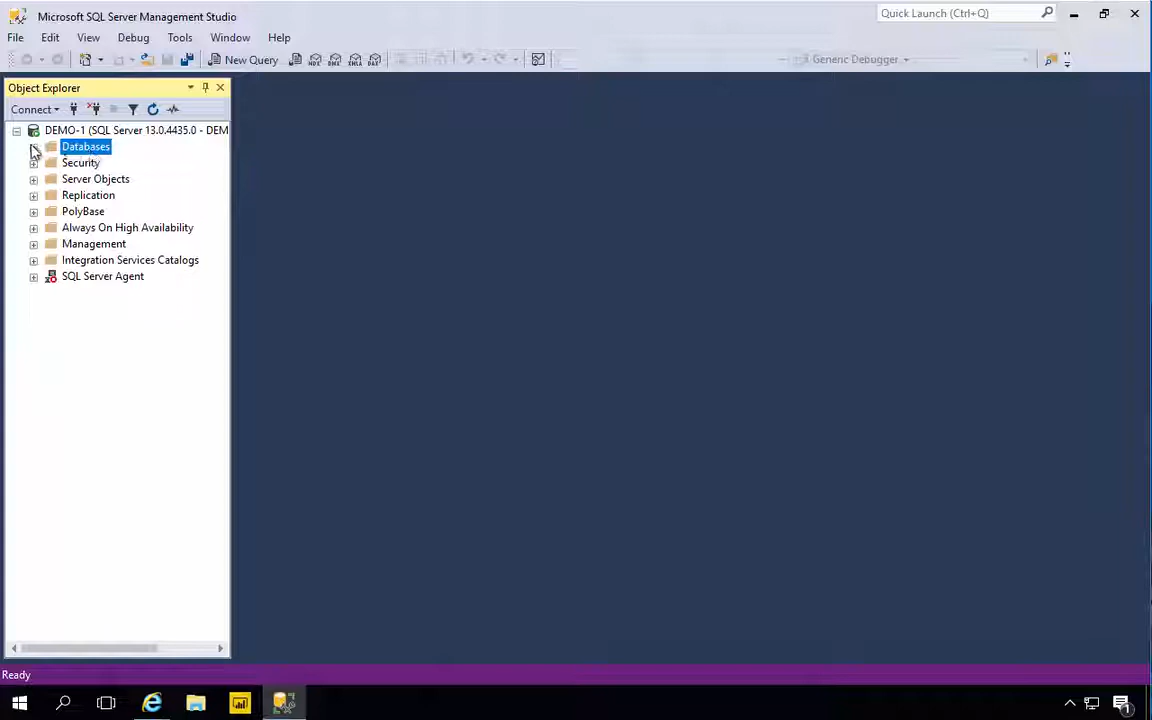 Microsoft SQL Server Management Studio
Quick Launch (Ctrl+Q)
File Edit View Debug Tools Window Help
New Query
Generic Debugger
Object Explorer
Connect
DEMO-1 (SQL Server 13.0.4435.0 - DEM
Databases
Security
Server Objects
Replication
PolyBase
Always On High Availability
Management
Integration Services Catalogs
SQL Server Agent
Ready
1